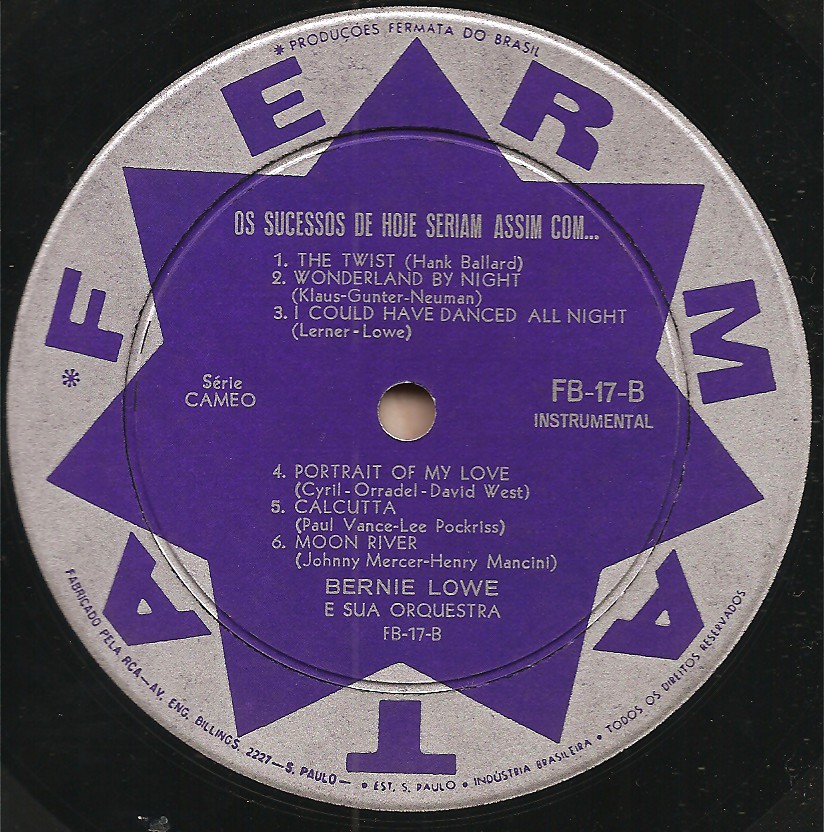 * PRODUÇÕES FERMATA DO BRASIL
* FERMATA
OS SUCESSOS DE HOJE SERIAM ASSIM COM...
1. THE TWIST (Hank Ballard)
2. WONDERLAND BY NIGHT
(Klaus-Gunter-Neuman)
3. I COULD HAVE DANCED ALL NIGHT
(Lerner-Lowe)
Série
CAMEO
FB-17-B
INSTRUMENTAL
4. PORTRAIT OF MY LOVE
(Cyril-Orradel-David West)
5. CALCUTTA
(Paul Vance-Lee Pockriss)
6. MOON RIVER
(Johnny Mercer-Henry Mancini)
BERNIE LOWE
E SUA ORQUESTRA
FB-17-B
FABRICADO PELA RCA—AV. ENG. BILLINGS, 2227—S. PAULO— • EST. S. PAULO • INDÚSTRIA BRASILEIRA • TODOS OS DIREITOS RESERVADOS